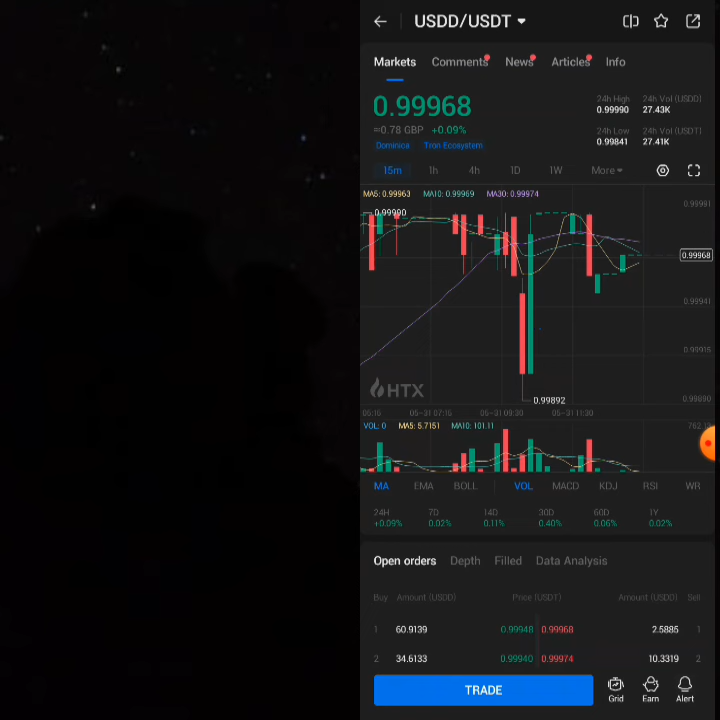 USDD/USDT
Markets Comments News Articles Info
0.99968
≈0.78 GBP +0.09%
Dominica Tron Ecosystem
24h High 24h Vol (USDD)
0.99990 27.43K
24h Low 24h Vol (USDT)
0.99841 27.41K
15m 1h 4h 1D 1W More
MA5: 0.99963 MA10: 0.99969 MA30: 0.99974
0.99990
0.99968
0.99941
0.99915
0.99890
0.99892
HTX
05:15 05-31 07:15 05-31 09:30 05-31 11:30
VOL: 0 MA5: 5.7151 MA10: 101.11
MA EMA BOLL VOL MACD KDJ RSI WR
24H 7D 14D 30D 60D 1Y
+0.09% 0.02% 0.11% 0.40% 0.06% 0.02%
Open orders Depth Filled Data Analysis
Buy Amount (USDD) Price (USDT) Amount (USDD) Sell
1 60.9139 0.99948 0.99968 2.5885 1
2 34.6133 0.99940 0.99974 10.3319 2
TRADE
Grid Earn Alert